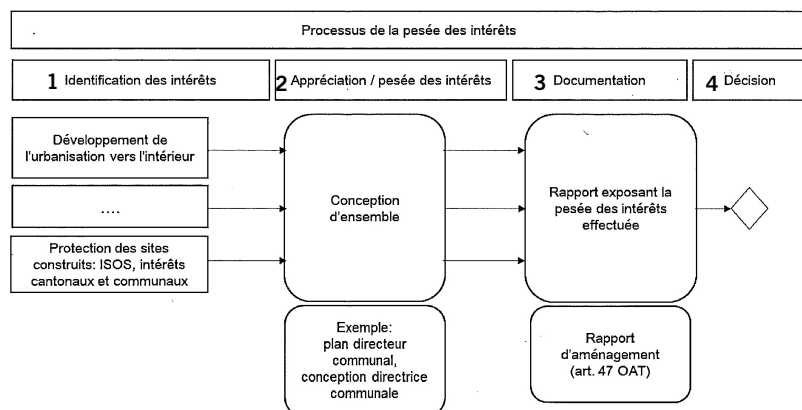 Processus de la pesée des intérêts
1 Identification des intérêts
2 Appréciation / pesée des intérêts
3 Documentation
4 Décision
Développement de
l'urbanisation vers l'intérieur
....
Protection des sites
construits: ISOS, intérêts
cantonaux et communaux
Conception
d'ensemble
Rapport exposant la
pesée des intérêts
effectuée
Exemple:
plan directeur
communal,
conception directrice
communale
Rapport
d'aménagement
(art. 47 OAT)